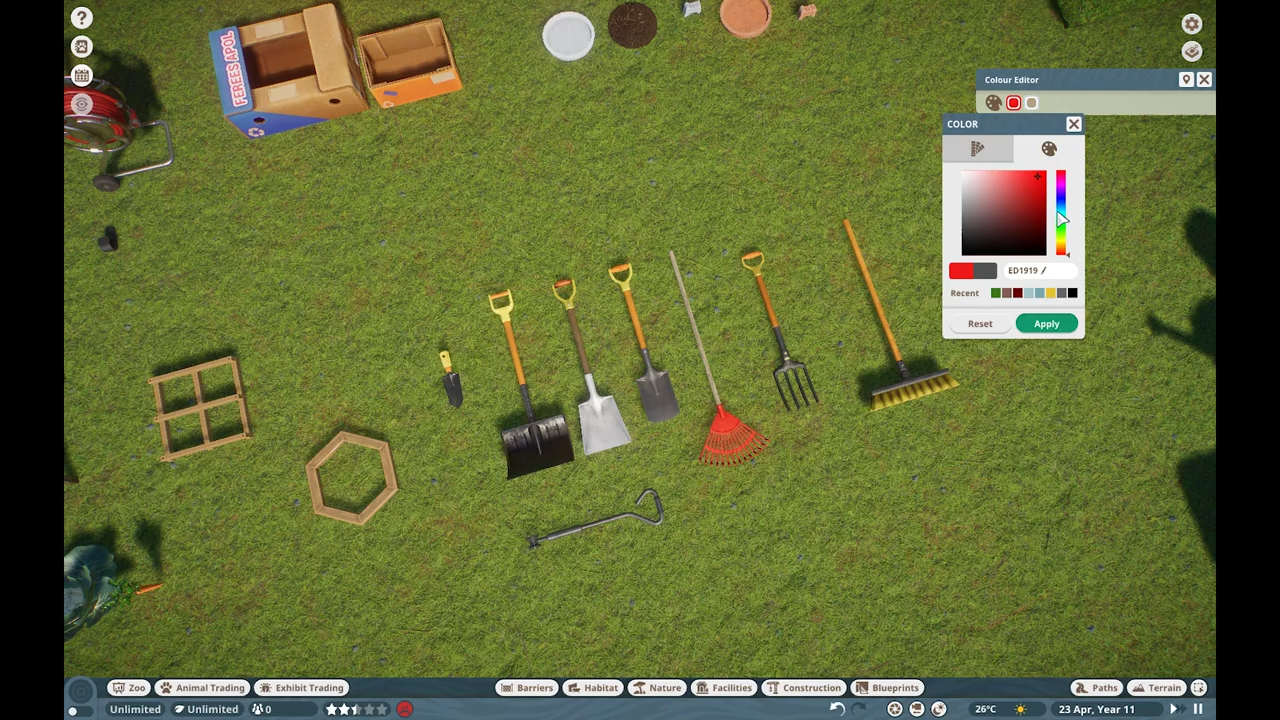 ?
FEREES APOL
Colour Editor
COLOR
ED1919
Recent
Reset
Apply
Zoo
Animal Trading
Exhibit Trading
Barriers
Habitat
Nature
Facilities
Construction
Blueprints
Paths
Terrain
Unlimited
Unlimited
0
26°C
23 Apr, Year 11